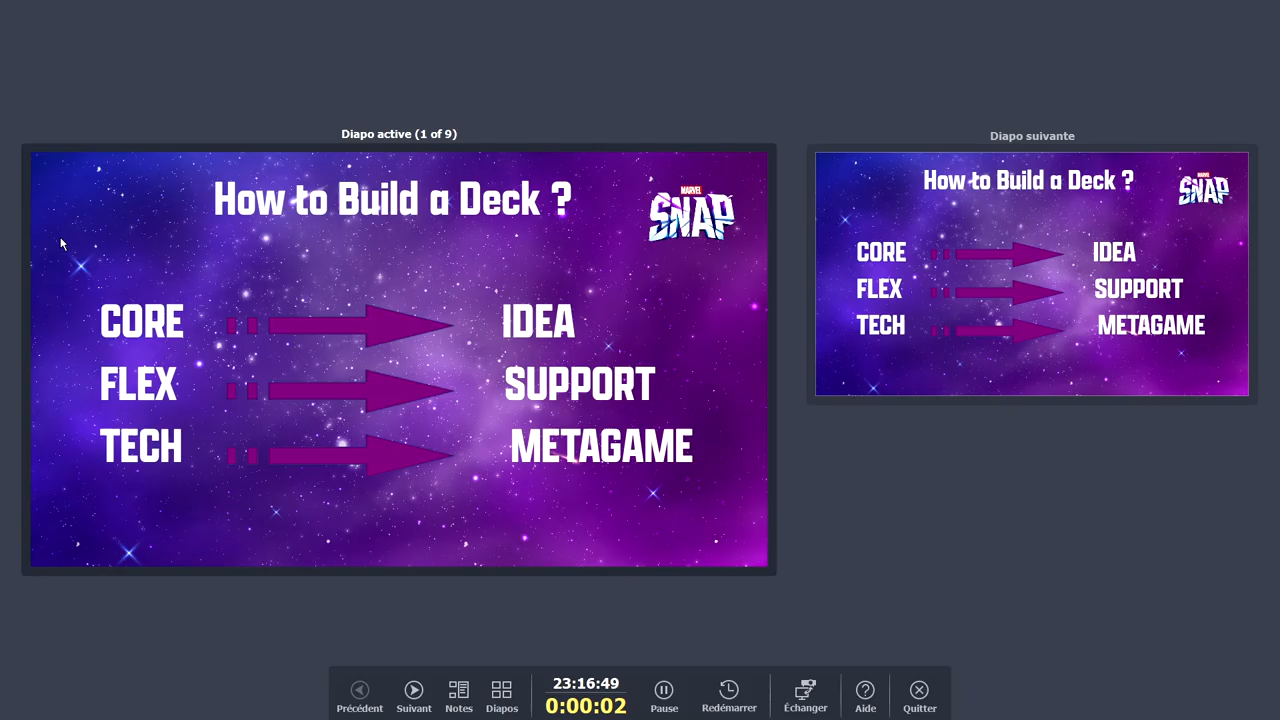 Diapo active (1 of 9)
How to Build a Deck ?
MARVEL
SNAP
CORE
IDEA
FLEX
SUPPORT
TECH
METAGAME
Diapo suivante
How to Build a Deck ?
MARVEL
SNAP
CORE
IDEA
FLEX
SUPPORT
TECH
METAGAME
Précédent
Suivant
Notes
Diapos
23:16:49
0:00:02
Pause
Redémarrer
Échanger
Aide
Quitter